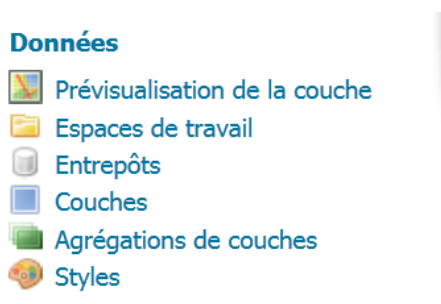 Données
Prévisualisation de la couche
Espaces de travail
Entrepôts
Couches
Agrégations de couches
Styles